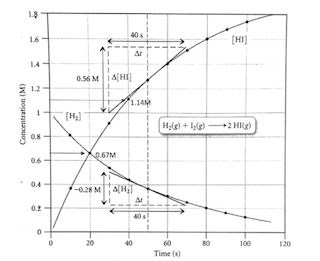 1.8
1.6
1.4
1.2
1
0.8
0.6
0.4
0.2
0
0
20
40
60
80
100
120
Concentration (M)
Time (s)
40 s
Δt
[HI]
0.56 M
Δ[HI]
1.14M
[H₂]
H₂(g) + I₂(g) → 2 HI(g)
0.67M
-0.28 M
Δ[H₂]
Δt
40 s